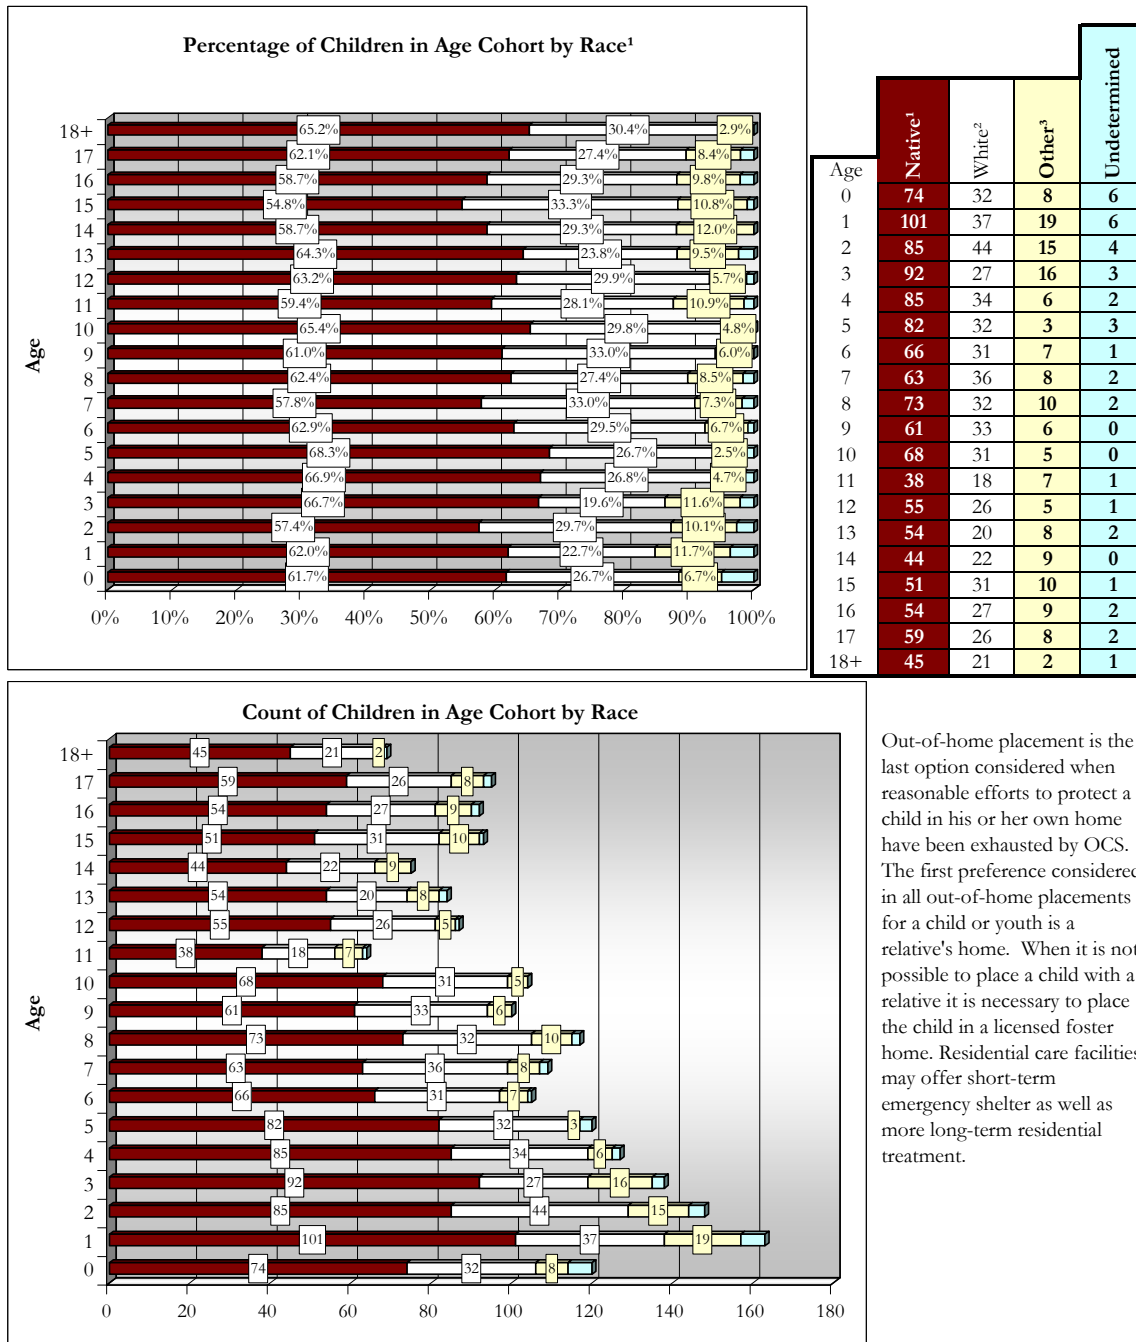 Percentage of Children in Age Cohort by Race¹
Age
18+ 65.2% 30.4% 2.9%
17 62.1% 27.4% 8.4%
16 58.7% 29.3% 9.8%
15 54.8% 33.3% 10.8%
14 58.7% 29.3% 12.0%
13 64.3% 23.8% 9.5%
12 63.2% 29.9% 5.7%
11 59.4% 28.1% 10.9%
10 65.4% 29.8% 4.8%
9 61.0% 33.0% 6.0%
8 62.4% 27.4% 8.5%
7 57.8% 33.0% 7.3%
6 62.9% 29.5% 6.7%
5 68.3% 26.7% 2.5%
4 66.9% 26.8% 4.7%
3 66.7% 19.6% 11.6%
2 57.4% 29.7% 10.1%
1 62.0% 22.7% 11.7%
0 61.7% 26.7% 6.7%
0% 10% 20% 30% 40% 50% 60% 70% 80% 90% 100%
Age Native¹ White² Other³ Undetermined
0 74 32 8 6
1 101 37 19 6
2 85 44 15 4
3 92 27 16 3
4 85 34 6 2
5 82 32 3 3
6 66 31 7 1
7 63 36 8 2
8 73 32 10 2
9 61 33 6 0
10 68 31 5 0
11 38 18 7 1
12 55 26 5 1
13 54 20 8 2
14 44 22 9 0
15 51 31 10 1
16 54 27 9 2
17 59 26 8 2
18+ 45 21 2 1
Count of Children in Age Cohort by Race
Age
18+ 45 21 2
17 59 26 8
16 54 27 9
15 51 31 10
14 44 22 9
13 54 20 8
12 55 26 5
11 38 18 7
10 68 31 5
9 61 33 6
8 73 32 10
7 63 36 8
6 66 31 7
5 82 32 3
4 85 34 6
3 92 27 16
2 85 44 15
1 101 37 19
0 74 32 8
0 20 40 60 80 100 120 140 160 180
Out-of-home placement is the
last option considered when
reasonable efforts to protect a
child in his or her own home
have been exhausted by OCS.
The first preference considered
in all out-of-home placements
for a child or youth is a
relative's home. When it is not
possible to place a child with a
relative it is necessary to place
the child in a licensed foster
home. Residential care facilities
may offer short-term
emergency shelter as well as
more long-term residential
treatment.